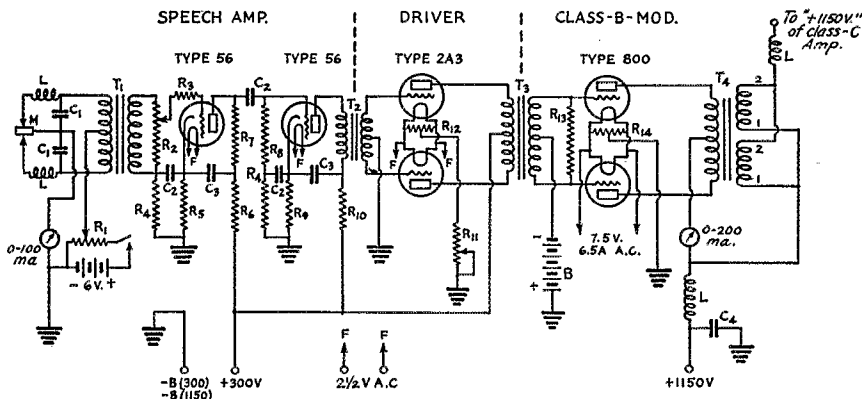 SPEECH AMP.
DRIVER
CLASS-B-MOD.
To "+1150V."
of class-C
Amp.
TYPE 56
TYPE 56
TYPE 2A3
TYPE 800
L
L
T1
R3
C2
T2
T3
T4
2
M
C1
C1
R2
F
R7
R8
F
R12
F
F
R13
R14
1
2
1
L
C2
C3
R4
C2
C3
R4
R5
R6
R9
R10
R11
0-100
ma
R1
- 6V. +
-
+
B
7.5 V.
6.5A A.C.
0-200
ma.
L
C4
F
F
-B(300)
-B(1150)
+300V
2½V A.C
+1150V